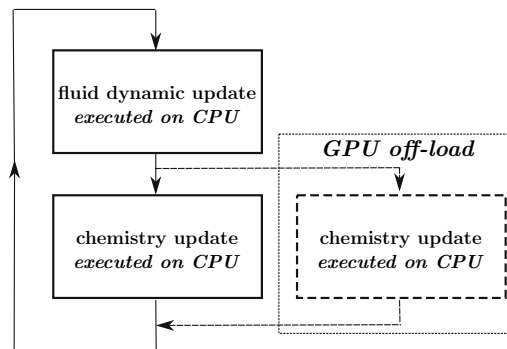 fluid dynamic update
executed on CPU
GPU off-load
chemistry update
executed on CPU
chemistry update
executed on CPU